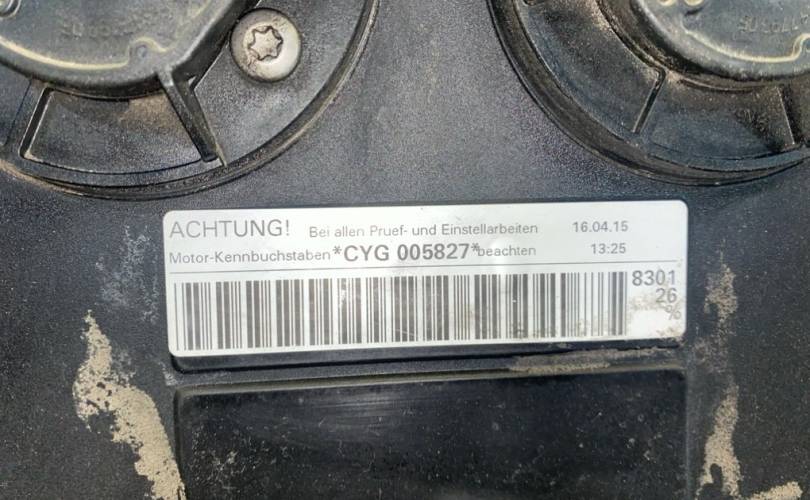 ACHTUNG! Bei allen Pruef- und Einstellarbeiten 16.04.15
Motor-Kennbuchstaben *CYG 005827* beachten 13:25
8301
26
%